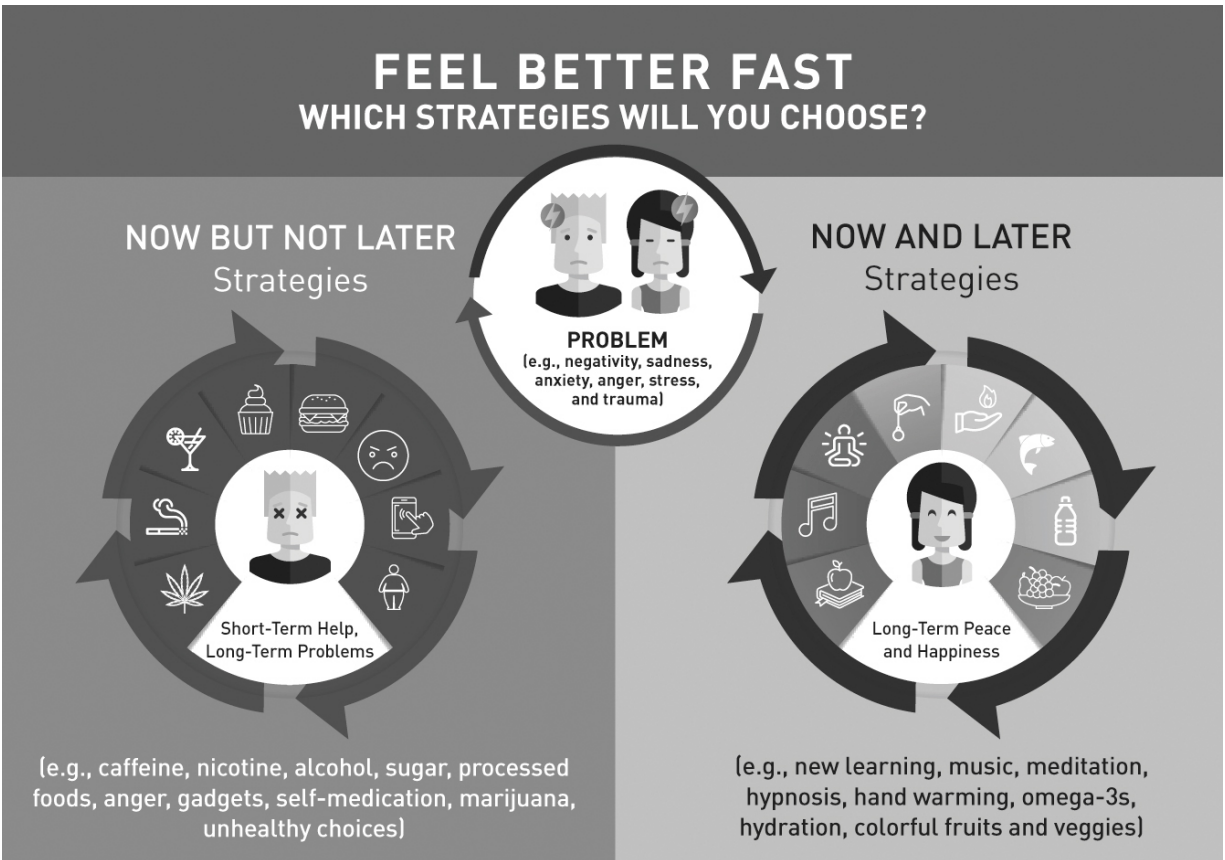 FEEL BETTER FAST
WHICH STRATEGIES WILL YOU CHOOSE?
PROBLEM
(e.g., negativity, sadness,
anxiety, anger, stress,
and trauma)
NOW BUT NOT LATER
Strategies
Short-Term Help,
Long-Term Problems
(e.g., caffeine, nicotine, alcohol, sugar, processed
foods, anger, gadgets, self-medication, marijuana,
unhealthy choices)
NOW AND LATER
Strategies
Long-Term Peace
and Happiness
(e.g., new learning, music, meditation,
hypnosis, hand warming, omega-3s,
hydration, colorful fruits and veggies)